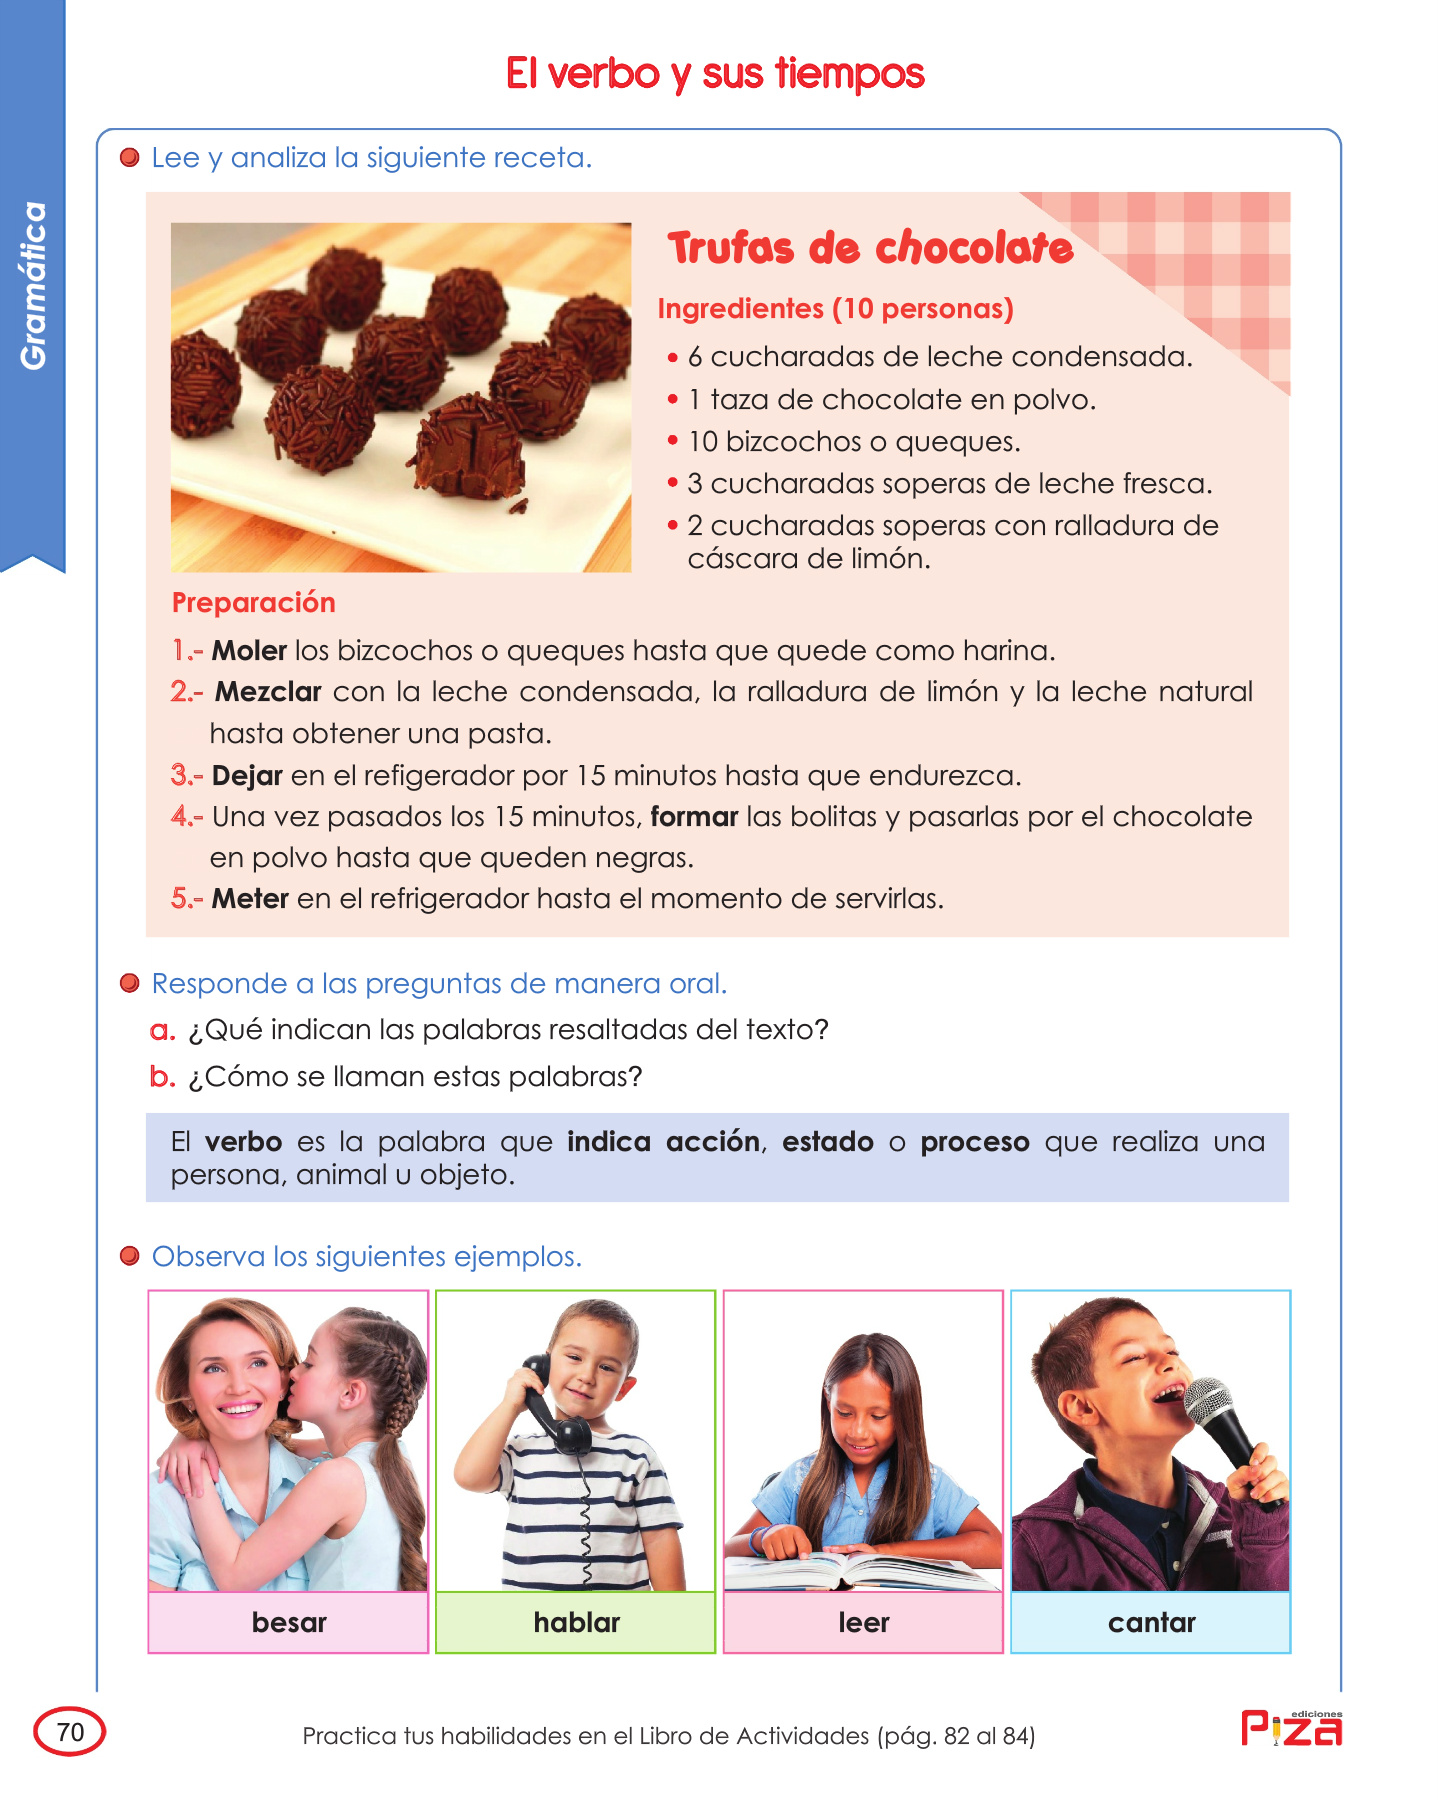 El verbo y sus tiempos
Gramática
Lee y analiza la siguiente receta.
Trufas de chocolate
Ingredientes (10 personas)
• 6 cucharadas de leche condensada.
• 1 taza de chocolate en polvo.
• 10 bizcochos o queques.
• 3 cucharadas soperas de leche fresca.
• 2 cucharadas soperas con ralladura de
cáscara de limón.
Preparación
1.- Moler los bizcochos o queques hasta que quede como harina.
2.- Mezclar con la leche condensada, la ralladura de limón y la leche natural
hasta obtener una pasta.
3.- Dejar en el refigerador por 15 minutos hasta que endurezca.
4.- Una vez pasados los 15 minutos, formar las bolitas y pasarlas por el chocolate
en polvo hasta que queden negras.
5.- Meter en el refrigerador hasta el momento de servirlas.
Responde a las preguntas de manera oral.
a. ¿Qué indican las palabras resaltadas del texto?
b. ¿Cómo se llaman estas palabras?
El verbo es la palabra que indica acción, estado o proceso que realiza una
persona, animal u objeto.
Observa los siguientes ejemplos.
besar
hablar
leer
cantar
70
Practica tus habilidades en el Libro de Actividades (pág. 82 al 84)
ediciones
Piza